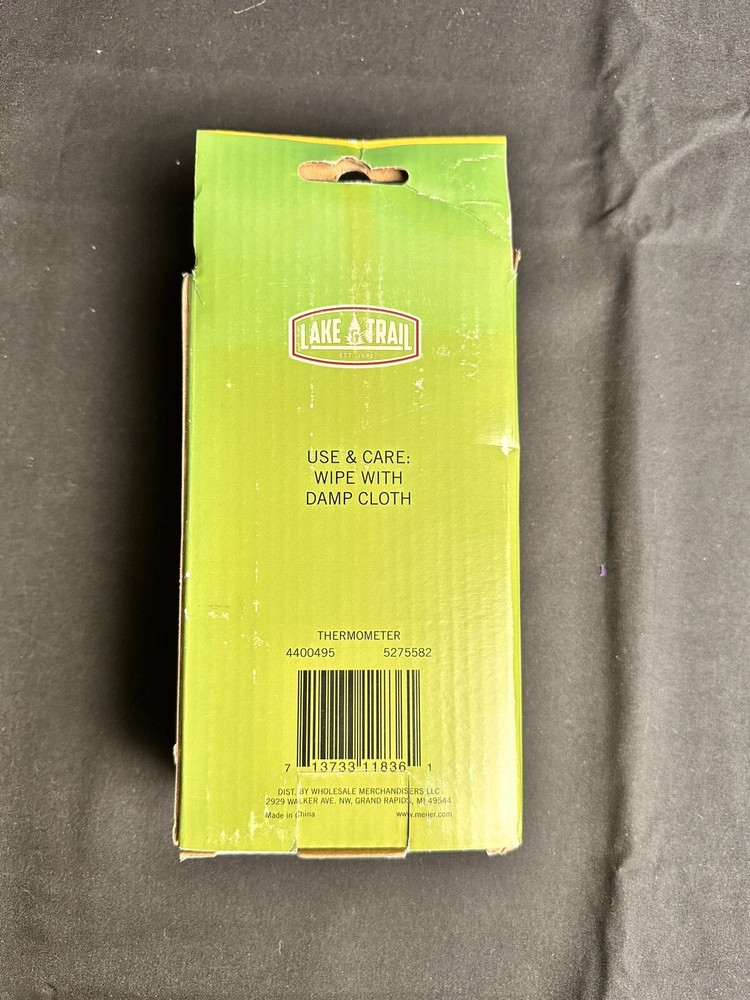 LAKE & TRAIL
USE & CARE:
WIPE WITH
DAMP CLOTH
THERMOMETER
4400495 5275582
7 13733 11836 1
DIST. BY WHOLESALE MERCHANDISERS LLC
2929 WALKER AVE. NW, GRAND RAPIDS, MI 49544
Made in China www.meijer.com